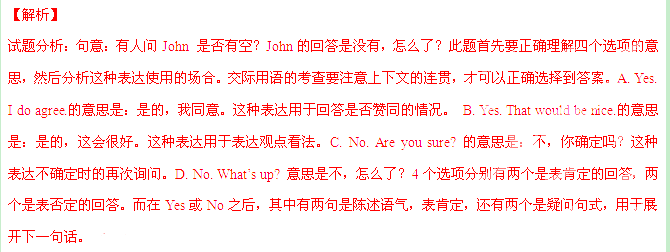 【解析】
试题分析：句意：有人问 John 是否有空？John 的回答是没有，怎么了？此题首先要正确理解四个选项的意
思，然后分析这种表达使用的场合。交际用语的考查要注意上下文的连贯，才可以正确选择到答案。A. Yes.
I do agree.的意思是：是的，我同意。这种表达用于回答是否赞同的情况。 B. Yes. That would be nice.的意思
是：是的，这会很好。这种表达用于表达观点看法。C. No. Are you sure? 的意思是：不，你确定吗？这种
表达不确定时的再次询问。D. No. What's up? 意思是不，怎么了？4 个选项分别有两个是表肯定的回答，两
个是表否定的回答。而在 Yes 或 No 之后，其中有两句是陈述语气，表肯定，还有两个是疑问句式，用于展
开下一句话。